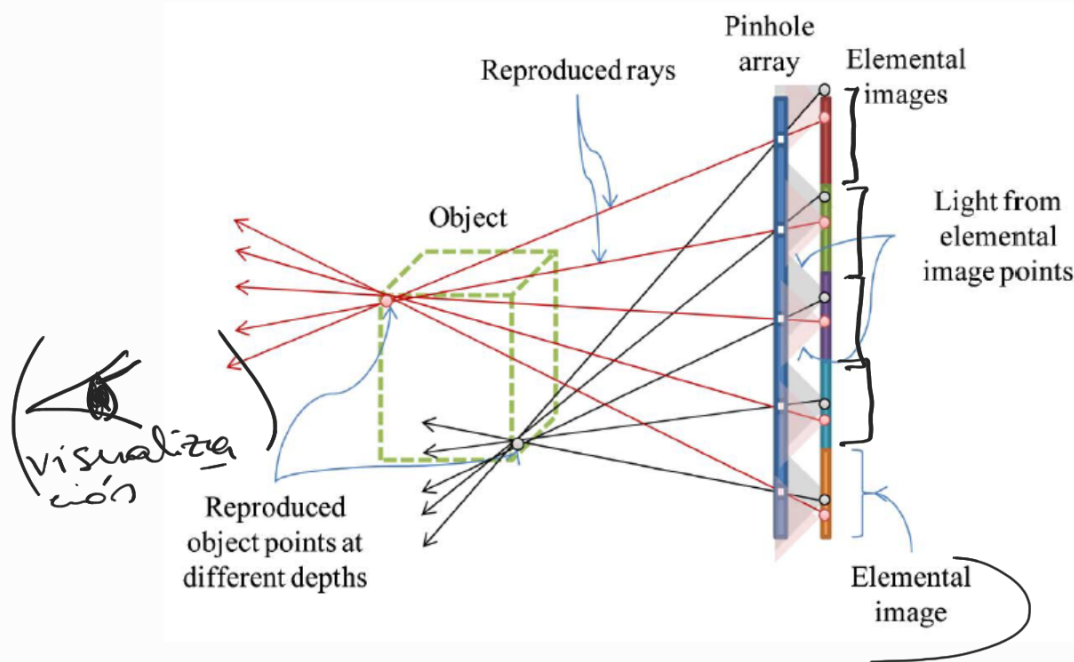 Pinhole
array
Elemental
images
Reproduced rays
Object
Light from
elemental
image points
visualiza
ción
Reproduced
object points at
different depths
Elemental
image